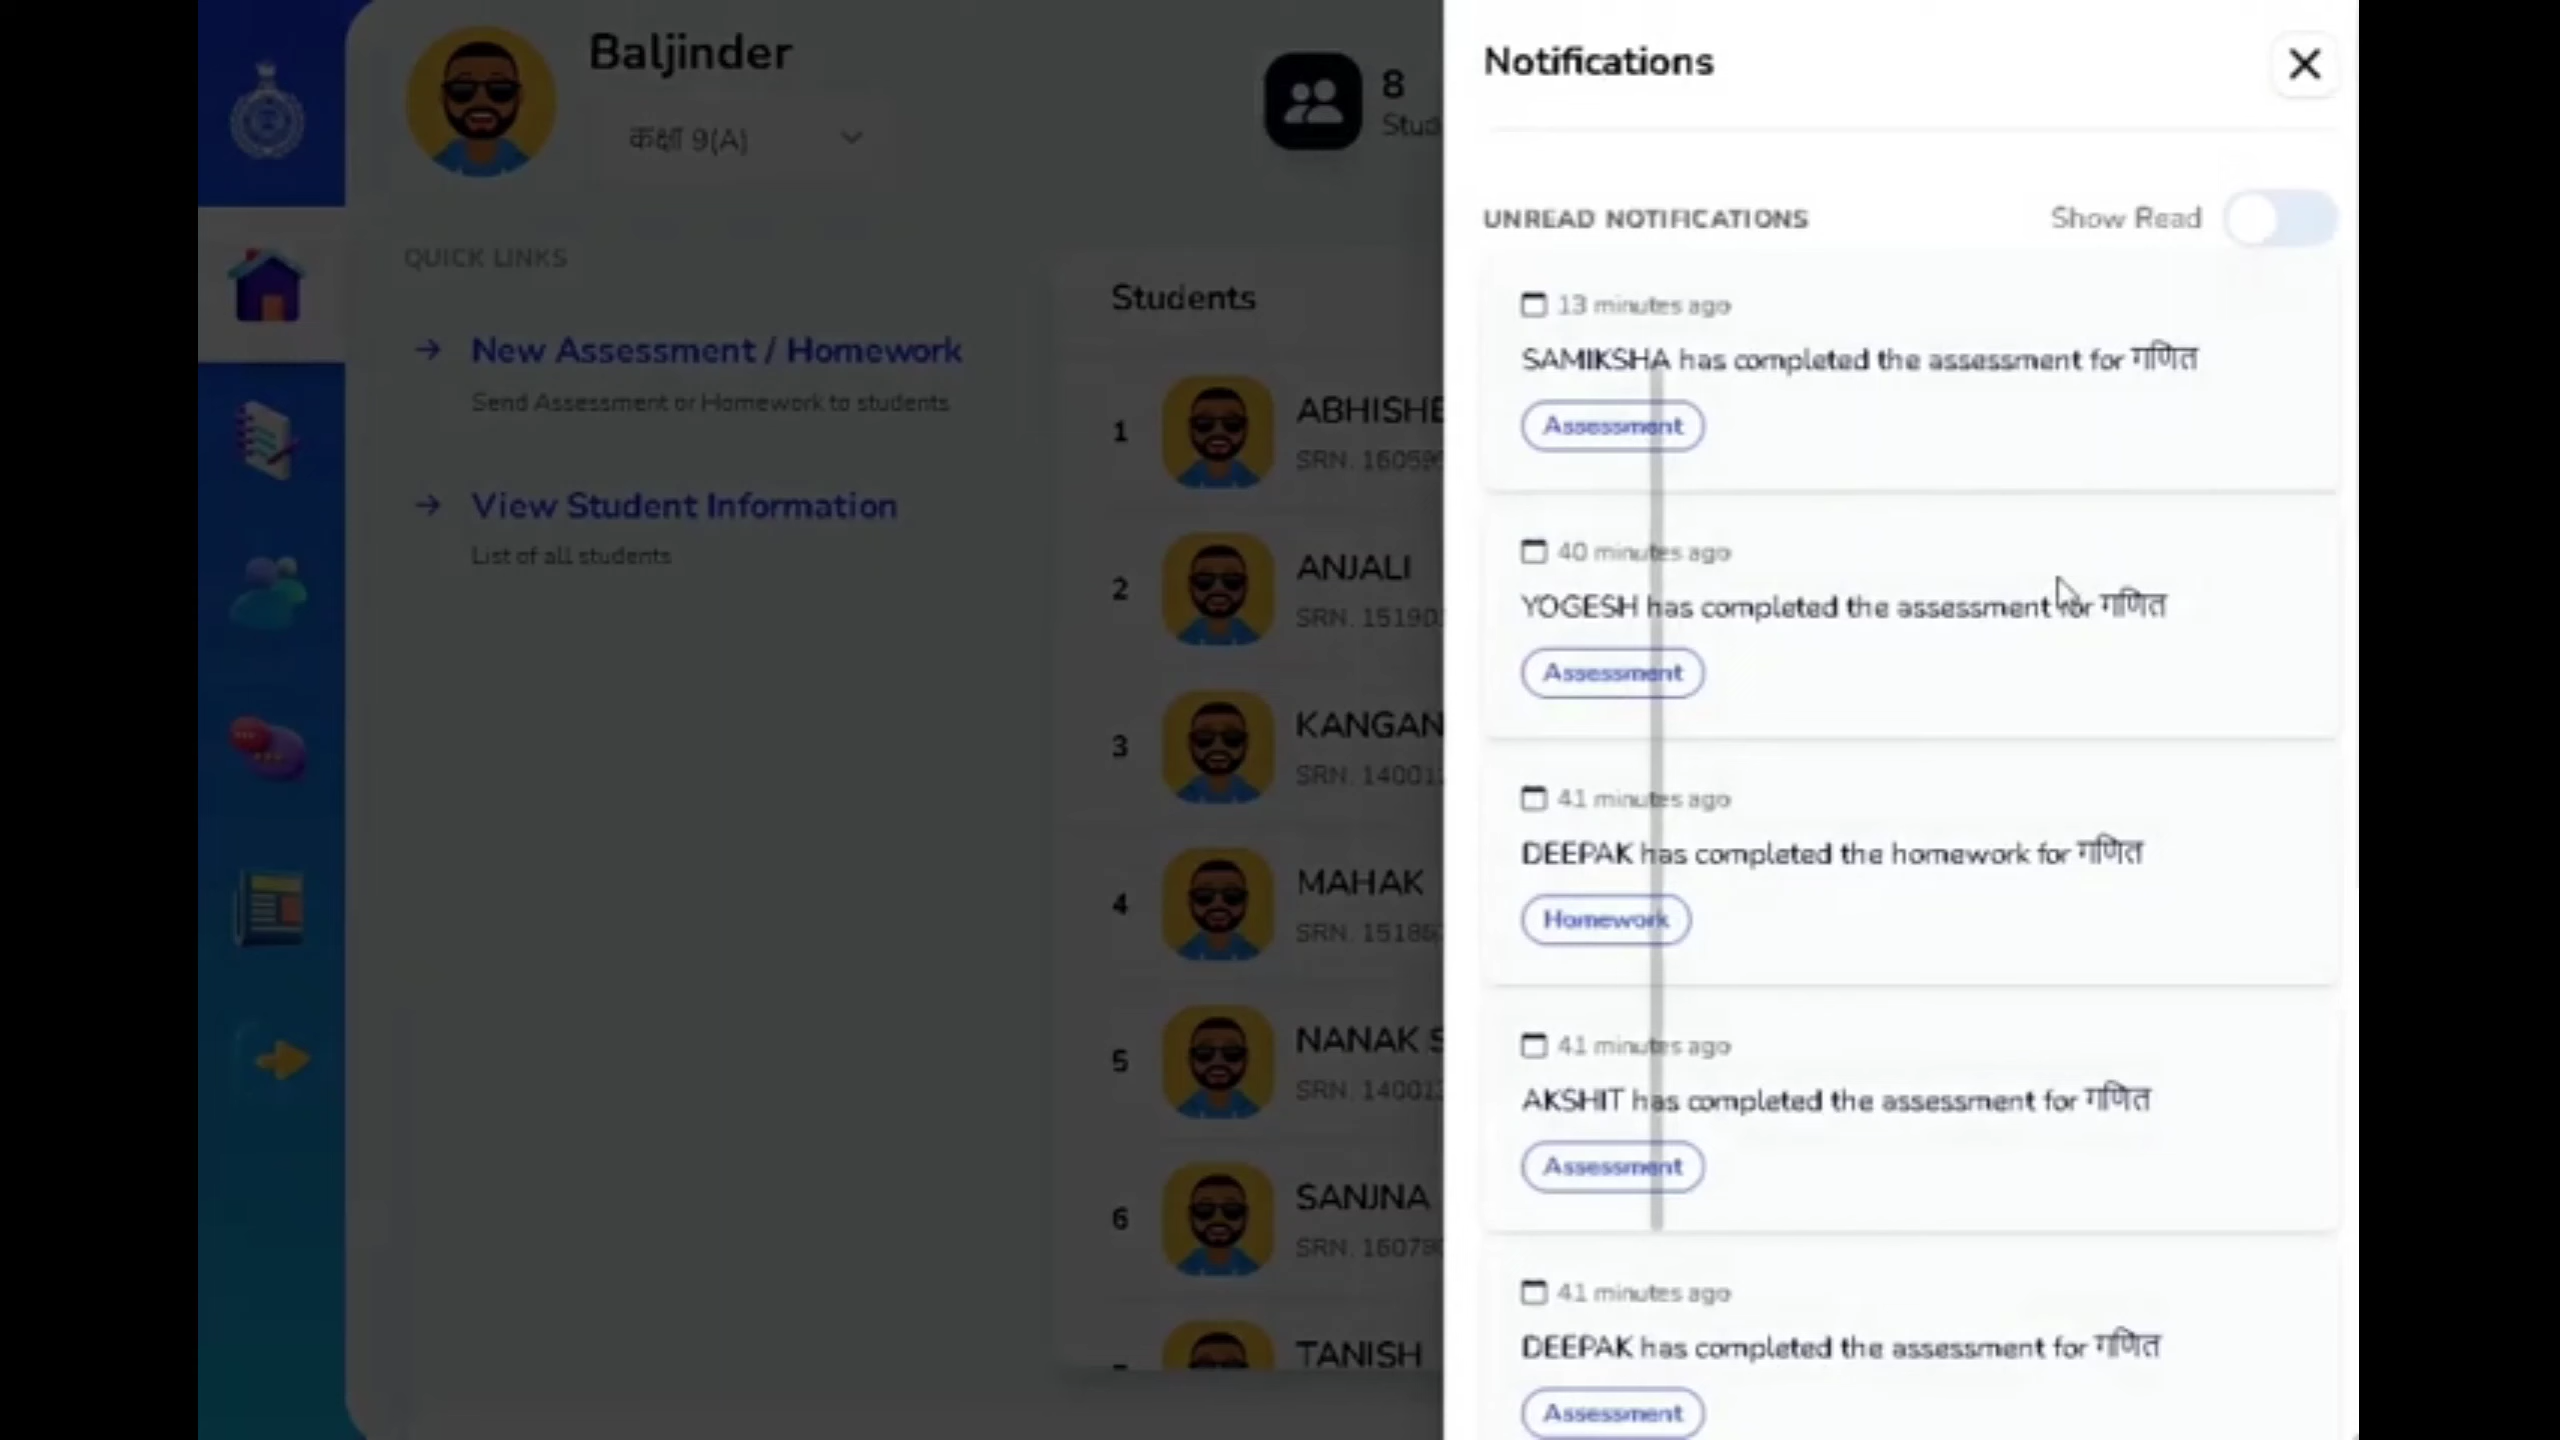 Baljinder
कक्षा 9(A)
8
QUICK LINKS
New Assessment / Homework
Send Assessment or Homework to students
View Student Information
List of all students
Students
1
2
ANJALI
3
4
MAHAK
5
NANAK
6
SANJNA
TANISH
Notifications
UNREAD NOTIFICATIONS
Show Read
13 minutes ago
SAMIKSHA has completed the assessment for गणित
Assessment
40 minutes ago
YOGESH has completed the assessment for गणित
Assessment
41 minutes ago
DEEPAK has completed the homework for गणित
Homework
41 minutes ago
AKSHIT has completed the assessment for गणित
Assessment
41 minutes ago
DEEPAK has completed the assessment for गणित
Assessment